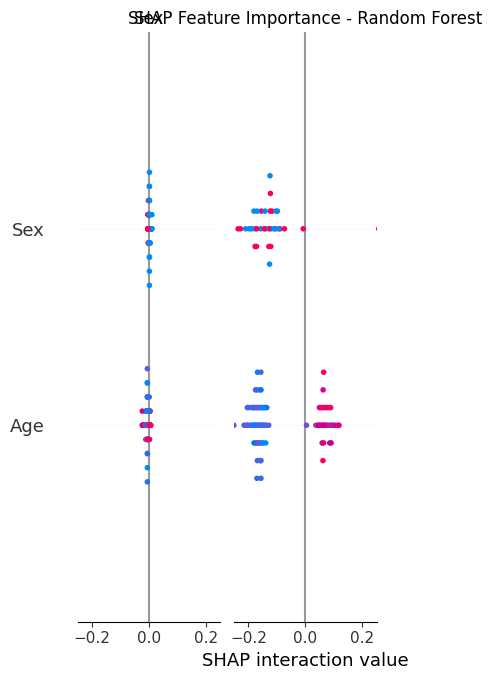 Sex
SHAP Feature Importance - Random Forest
Sex
Age
−0.2 0.0 0.2 −0.2 0.0 0.2
SHAP interaction value